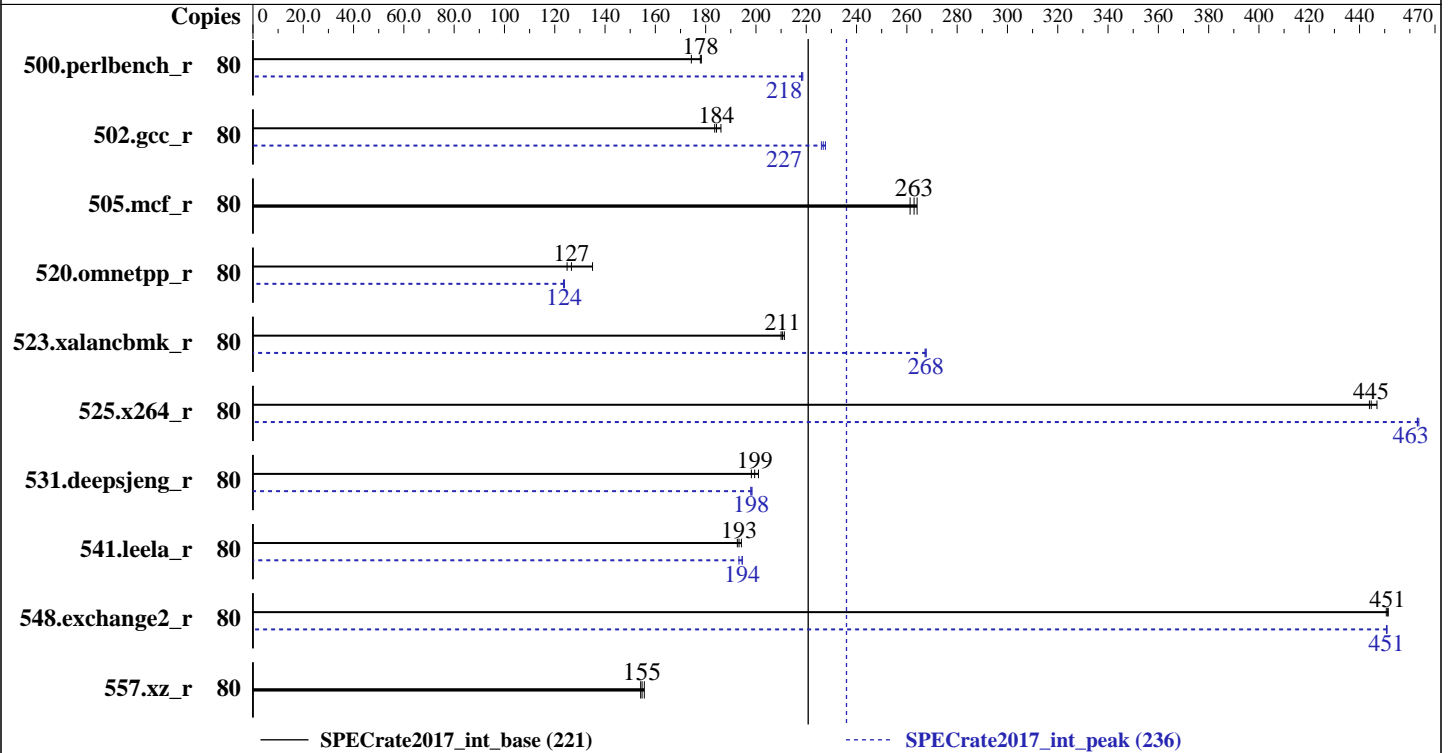 Copies 0 20.0 40.0 60.0 80.0 100 120 140 160 180 200 220 240 260 280 300 320 340 360 380 400 420 440 470
178
500.perlbench_r 80
218
184
502.gcc_r 80
227
263
505.mcf_r 80
127
520.omnetpp_r 80
124
211
523.xalancbmk_r 80
268
445
525.x264_r 80
463
199
531.deepsjeng_r 80
198
193
541.leela_r 80
194
451
548.exchange2_r 80
451
155
557.xz_r 80
SPECrate2017_int_base (221) SPECrate2017_int_peak (236)